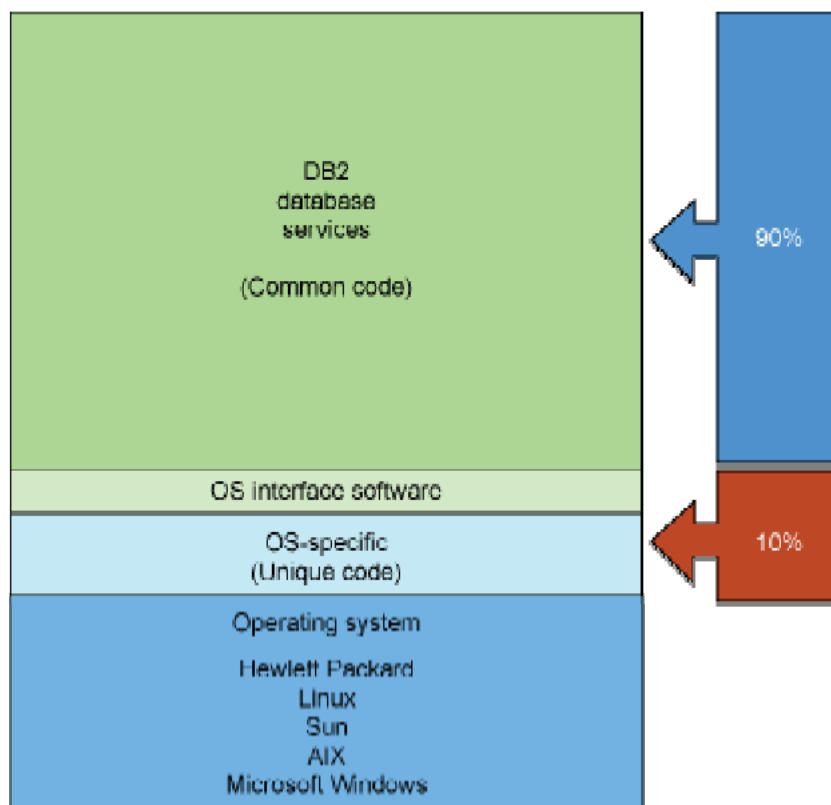 DB2
database
services
(Common code)
90%
OS interface software
OS-specific
(Unique code)
10%
Operating system
Hewlett Packard
Linux
Sun
AIX
Microsoft Windows